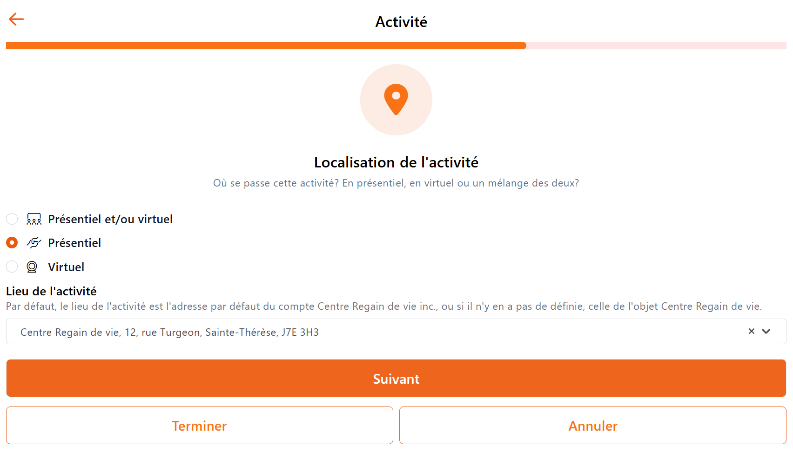 Activité
Localisation de l'activité
Où se passe cette activité? En présentiel, en virtuel ou un mélange des deux?
Présentiel et/ou virtuel
Présentiel
Virtuel
Lieu de l'activité
Par défaut, le lieu de l'activité est l'adresse par défaut du compte Centre Regain de vie inc., ou si il n'y en a pas de définie, celle de l'objet Centre Regain de vie.
Centre Regain de vie, 12, rue Turgeon, Sainte-Thérèse, J7E 3H3
Suivant
Terminer
Annuler